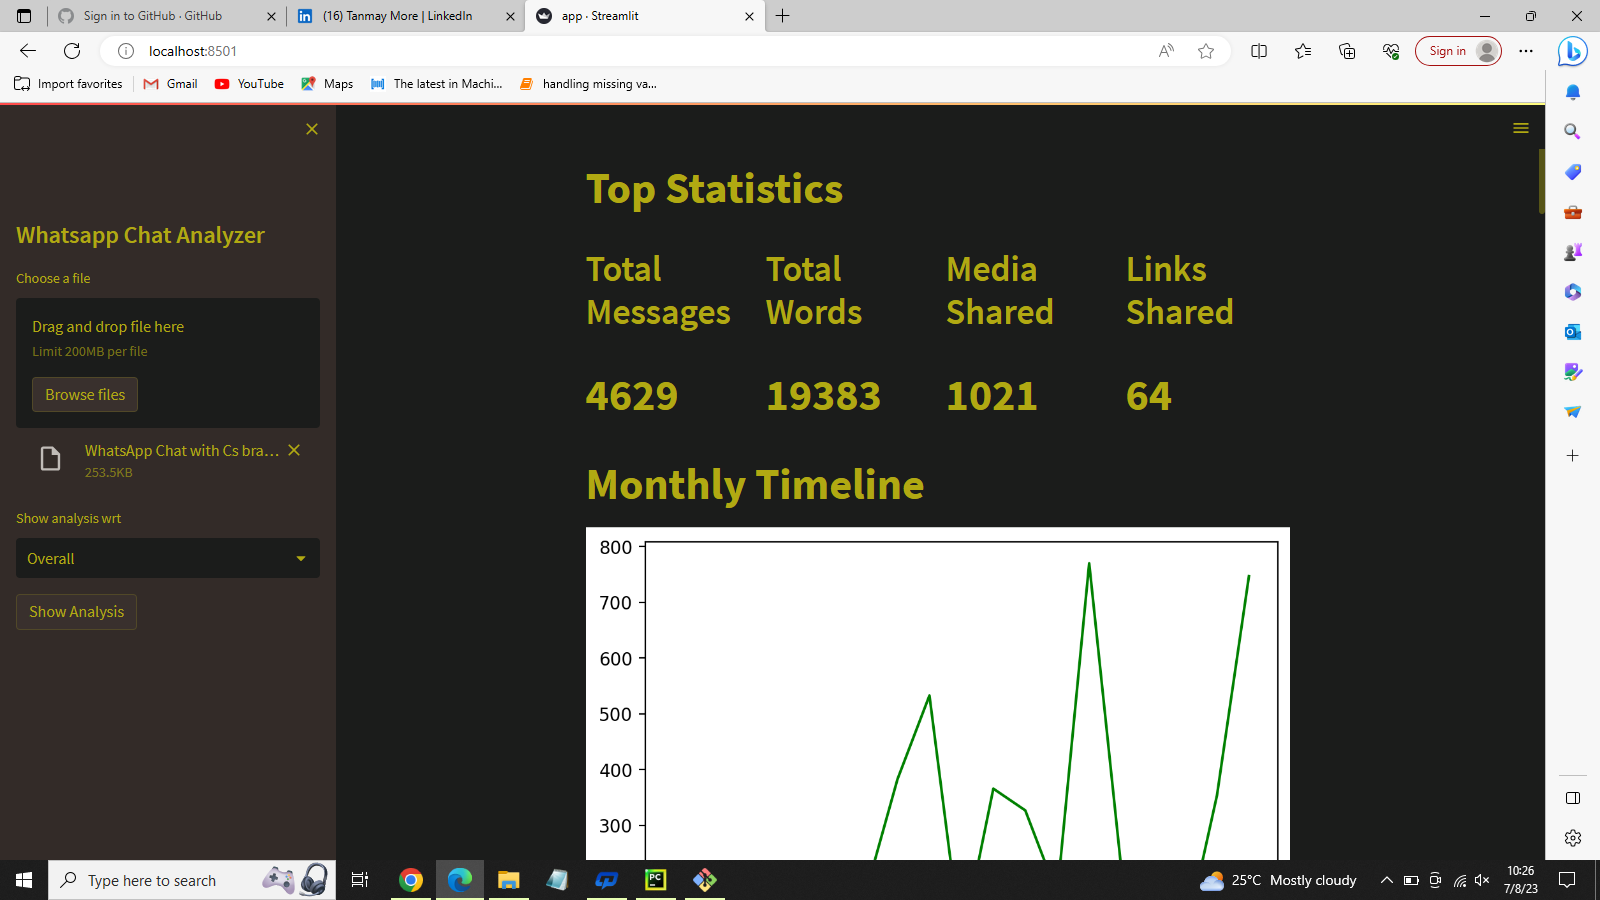 Sign in to GitHub · GitHub
(16) Tanmay More | LinkedIn
app · Streamlit
localhost:8501
Sign in
Import favorites
Gmail
YouTube
Maps
The latest in Machi...
handling missing va...
Whatsapp Chat Analyzer
Choose a file
Drag and drop file here
Limit 200MB per file
Browse files
WhatsApp Chat with Cs bra...
253.5KB
Show analysis wrt
Overall
Show Analysis
Top Statistics
Total Messages
Total Words
Media Shared
Links Shared
4629
19383
1021
64
Monthly Timeline
800
700
600
500
400
300
Type here to search
25°C Mostly cloudy
10:26
7/8/23